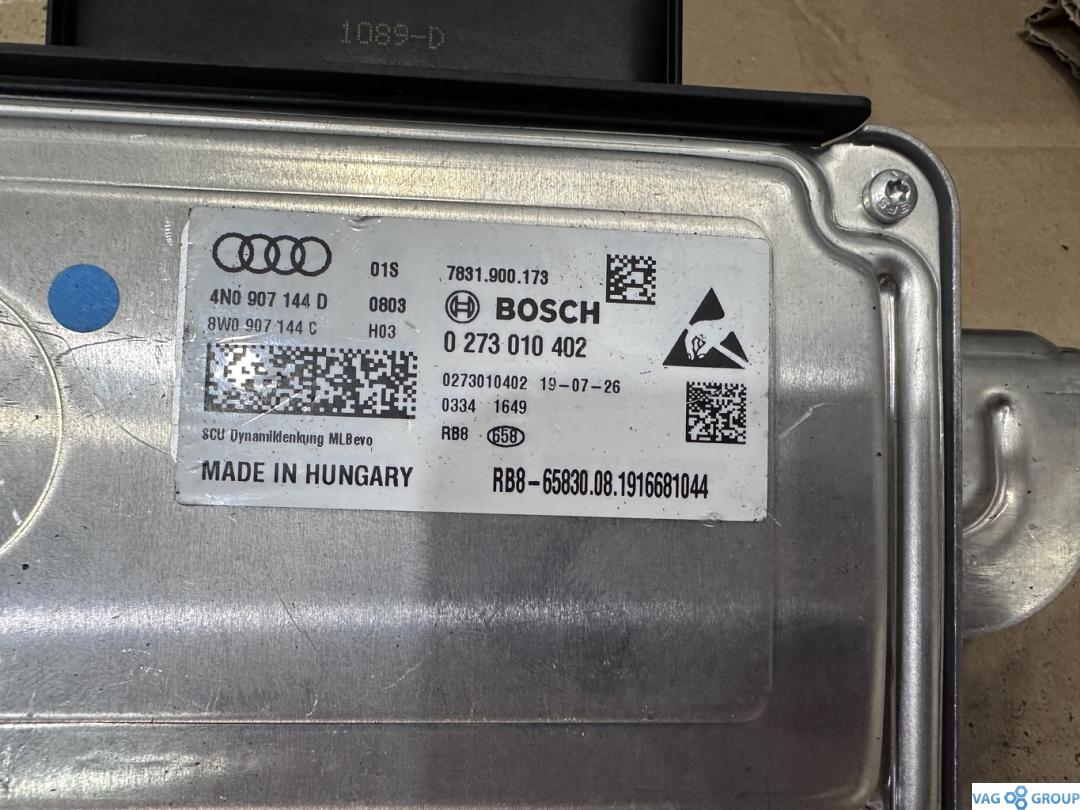 1089-D
01S
4N0 907 144 D 0803
8W0 907 144 C H03
SCU Dynamiklenkung MLBevo
MADE IN HUNGARY
7831.900.173
BOSCH
0 273 010 402
0273010402 19-07-26
0334 1649
RB8 658
RB8-65830.08.1916681044
VAG GROUP